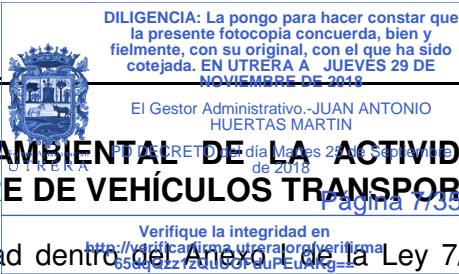 DILIGENCIA: La pongo para hacer constar que
la presente fotocopia concuerda, bien y
fielmente, con su original, con el que ha sido
cotejada. EN UTRERA A JUEVES 29 DE
NOVIEMBRE DE 2018
El Gestor Administrativo.-JUAN ANTONIO
HUERTAS MARTIN
AMBIENTAL DE LA ACTIVID
PD DECRETO del día Martes 25 de Septiembre
de 2018
UTRERA
E DE VEHÍCULOS TRANSPOR
Página 7/35
Verifique la integridad en
ad dentro del Anexo I de la Ley 7/
http://verificarfirma.utrera.org/verifirma